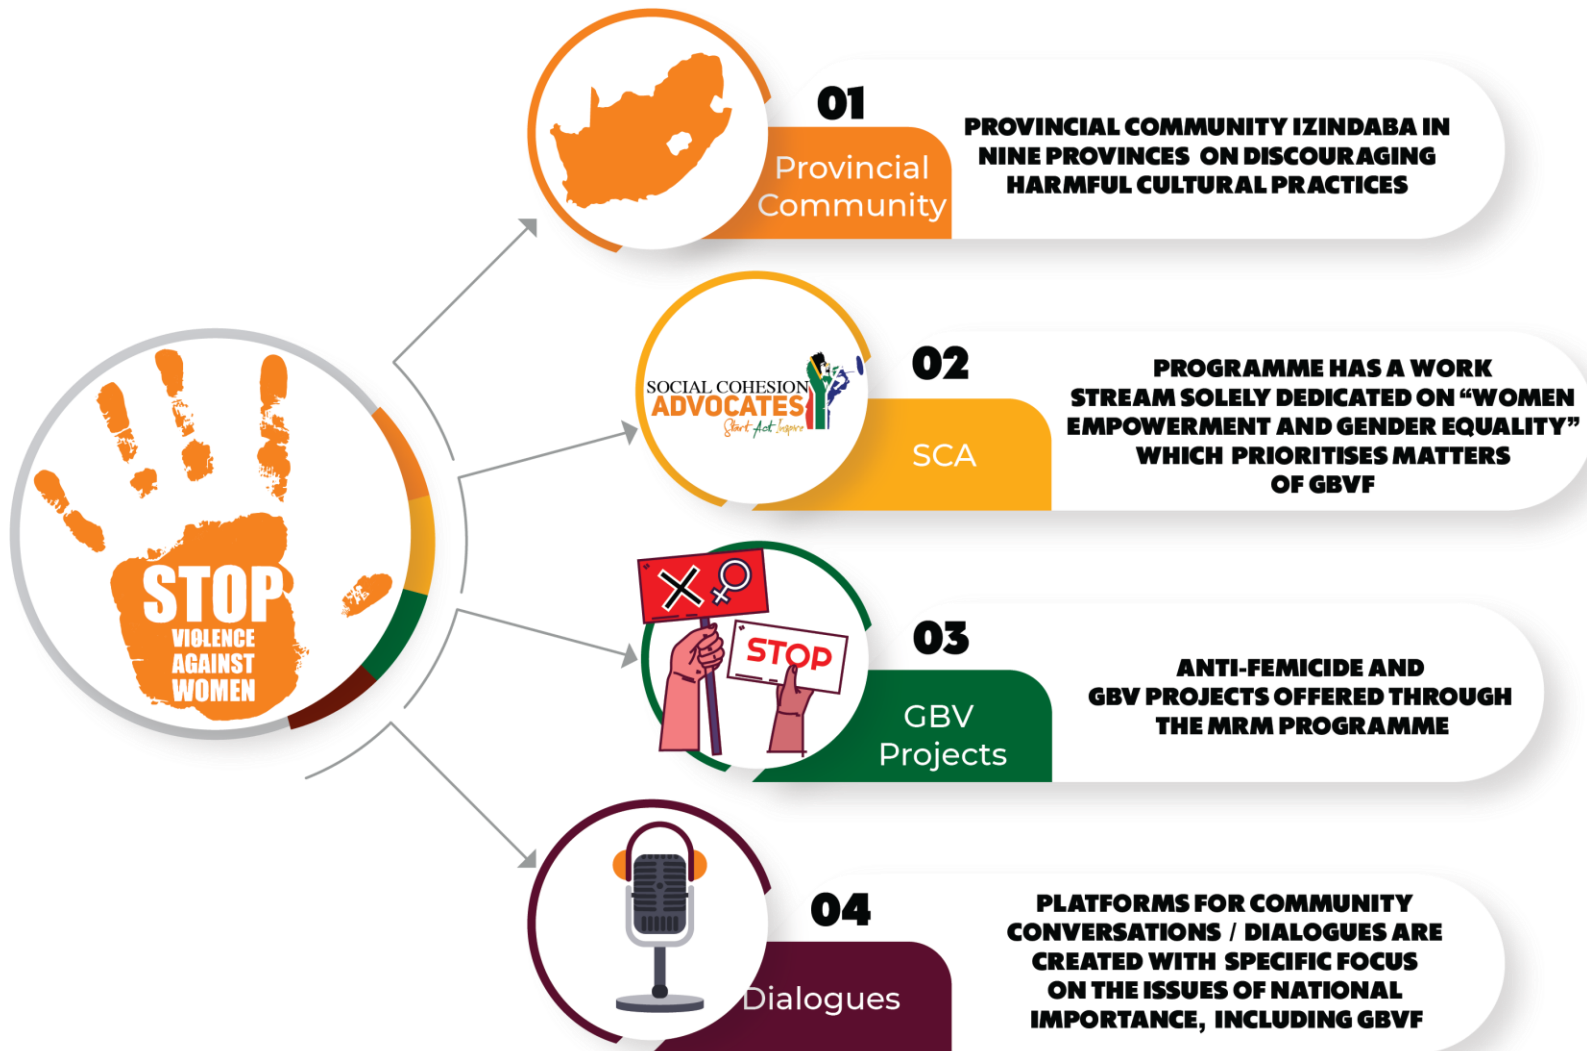 STOP
VIOLENCE
AGAINST
WOMEN
01
Provincial
Community
PROVINCIAL COMMUNITY IZINDABA IN
NINE PROVINCES ON DISCOURAGING
HARMFUL CULTURAL PRACTICES
SOCIAL COHESION
ADVOCATES
Start Act Inspire
02
SCA
PROGRAMME HAS A WORK
STREAM SOLELY DEDICATED ON “WOMEN
EMPOWERMENT AND GENDER EQUALITY”
WHICH PRIORITISES MATTERS
OF GBVF
STOP
03
GBV
Projects
ANTI-FEMICIDE AND
GBV PROJECTS OFFERED THROUGH
THE MRM PROGRAMME
04
Dialogues
PLATFORMS FOR COMMUNITY
CONVERSATIONS / DIALOGUES ARE
CREATED WITH SPECIFIC FOCUS
ON THE ISSUES OF NATIONAL
IMPORTANCE, INCLUDING GBVF